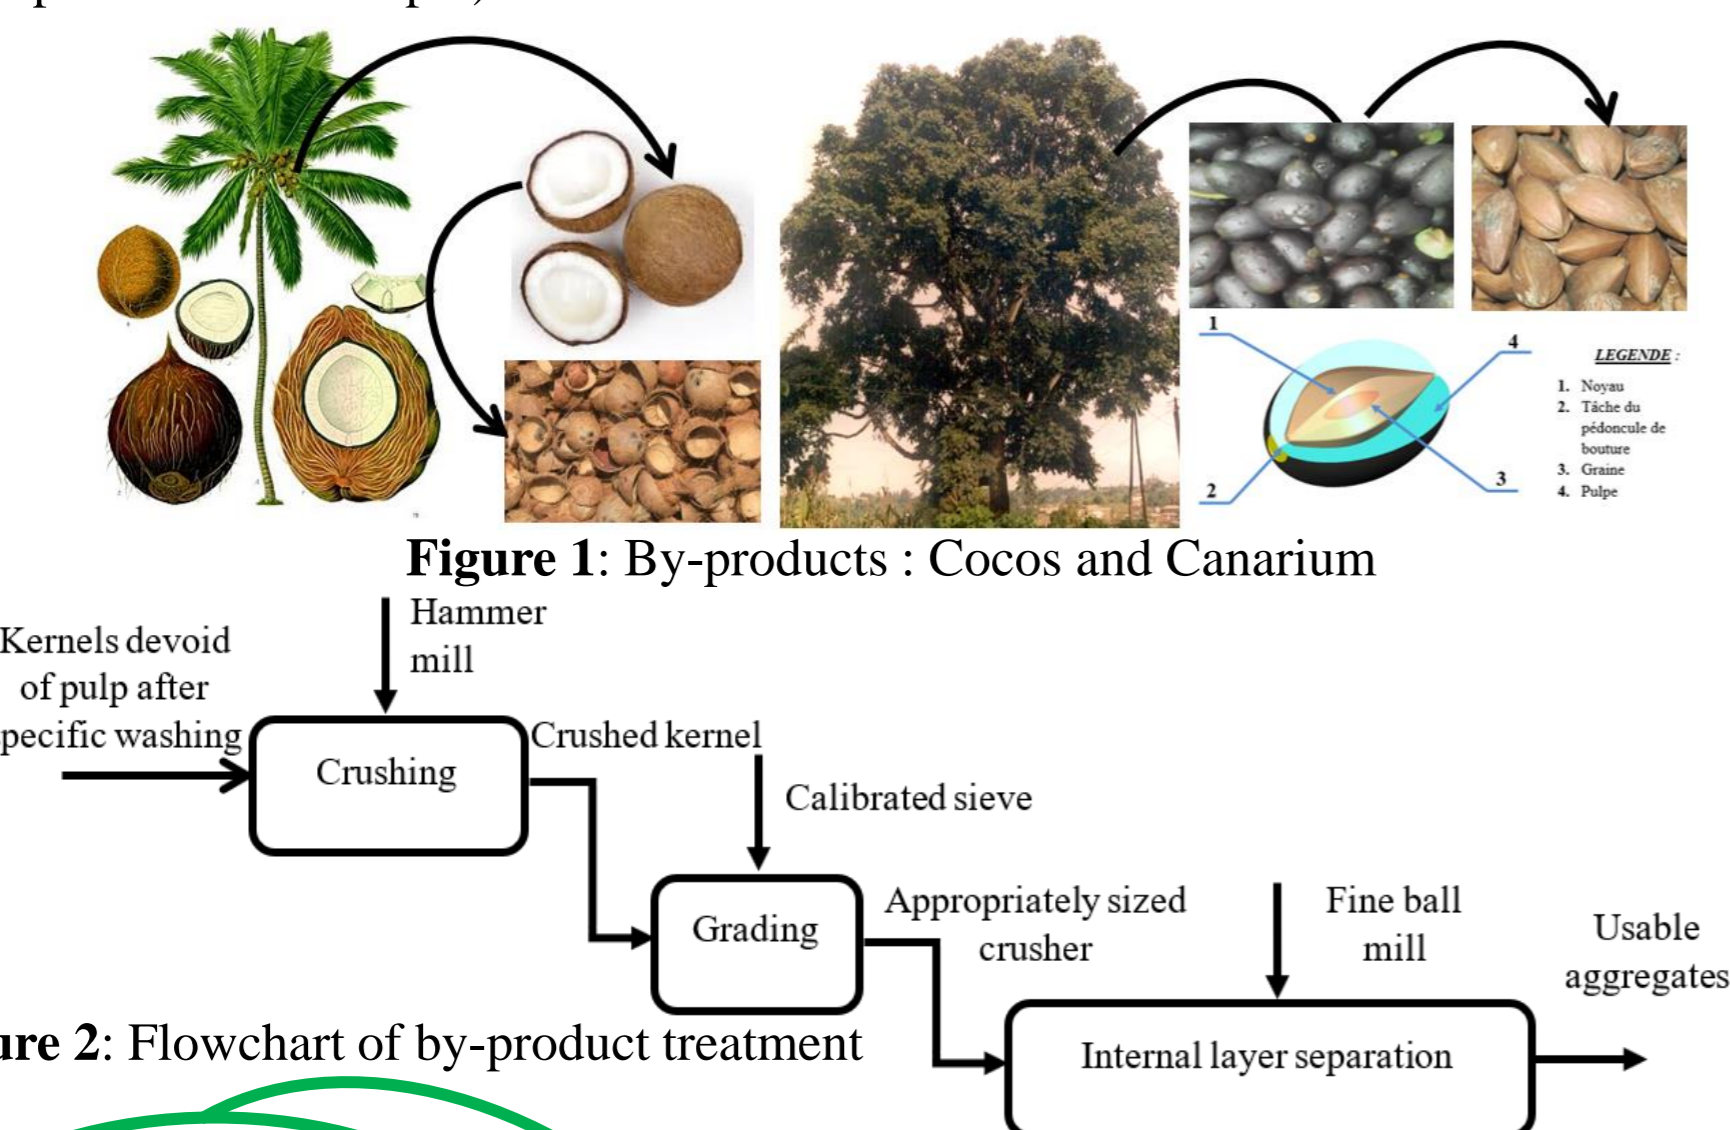 1
4
LEGENDE :
1. Noyau
2. Tâche du
pédoncule de
bouture
3. Graine
4. Pulpe
2
3
Figure 1: By-products : Cocos and Canarium
Hammer
mill
Kernels devoid
of pulp after
pecific washing
Crushing
Crushed kernel
Calibrated sieve
Grading
Appropriately sized
crusher
Fine ball
mill
Usable
aggregates
Internal layer separation
ure 2: Flowchart of by-product treatment